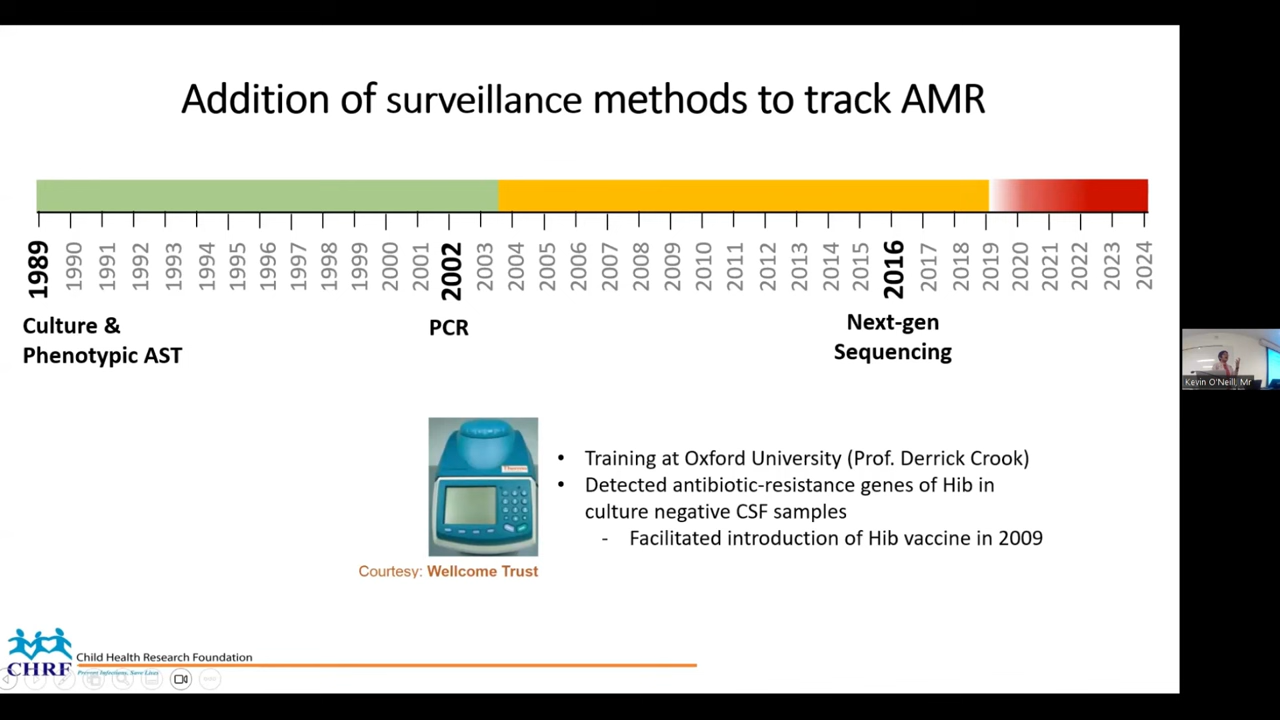 Addition of surveillance methods to track AMR
1989 1990 1991 1992 1993 1994 1995 1996 1997 1998 1999 2000 2001 2002 2003 2004 2005 2006 2007 2008 2009 2010 2011 2012 2013 2014 2015 2016 2017 2018 2019 2020 2021 2022 2023 2024
Culture &
Phenotypic AST
PCR
Next-gen
Sequencing
Kevin O'Neill, Mr
• Training at Oxford University (Prof. Derrick Crook)
• Detected antibiotic-resistance genes of Hib in
culture negative CSF samples
- Facilitated introduction of Hib vaccine in 2009
Courtesy: Wellcome Trust
CHRF
Child Health Research Foundation
Prevent Infections, Save Lives